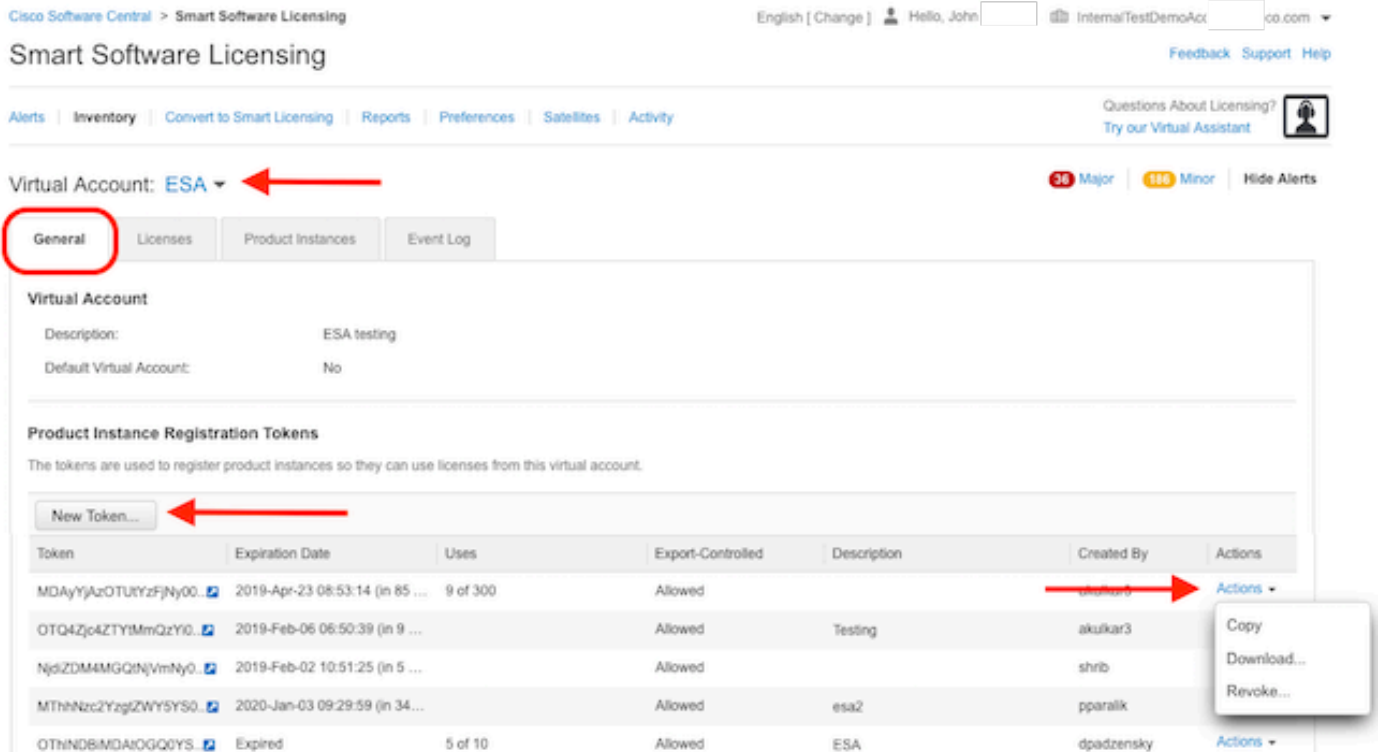 Cisco Software Central > Smart Software Licensing
English [ Change ] Hello, John InternalTestDemoAcc co.com
Smart Software Licensing
Feedback Support Help
Alerts Inventory Convert to Smart Licensing Reports Preferences Satellites Activity
Questions About Licensing?
Try our Virtual Assistant
Virtual Account: ESA
36 Major 186 Minor Hide Alerts
General Licenses Product Instances Event Log
Virtual Account
Description: ESA testing
Default Virtual Account: No
Product Instance Registration Tokens
The tokens are used to register product instances so they can use licenses from this virtual account.
New Token...
Token Expiration Date Uses Export-Controlled Description Created By Actions
2019-Apr-23 08:53:14 (in 85 ... 9 of 300 Allowed Actions
2019-Feb-06 06:50:39 (in 9 ... Allowed Testing akulkar3
2019-Feb-02 10:51:25 (in 5 ... Allowed shrib
2020-Jan-03 09:29:59 (in 34... Allowed esa2 pparalik
Expired 5 of 10 Allowed ESA dpadzensky Actions
Copy
Download...
Revoke...